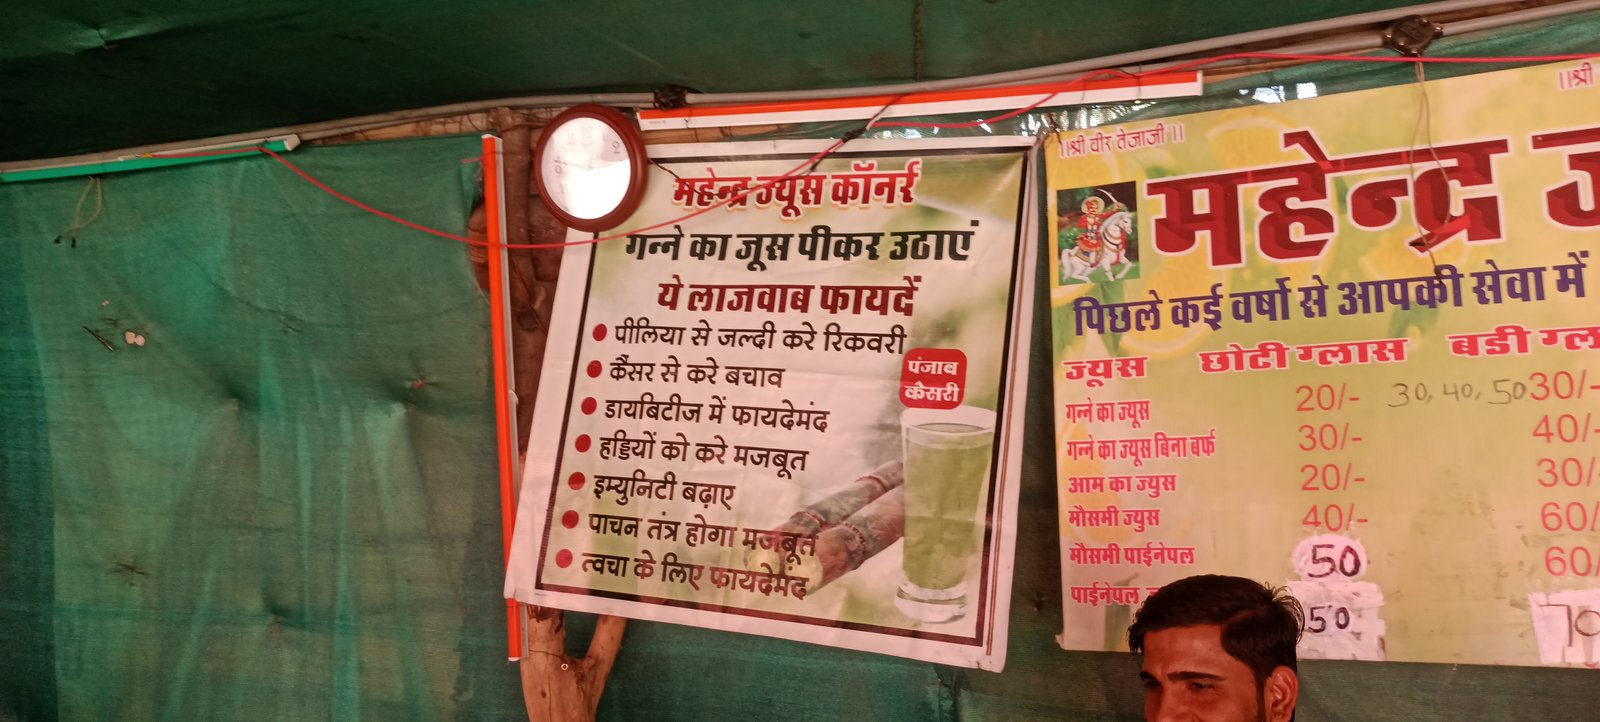 महेन्द्र ज्यूस कॉनर्र
गन्ने का जूस पीकर उठाएं
ये लाजवाब फायदें
पीलिया से जल्दी करे रिकवरी
कैंसर से करे बचाव
डायबिटीज में फायदेमंद
हड्डियों को करे मजबूत
इम्युनिटी बढ़ाए
पाचन तंत्र होगा मजबूत
त्वचा के लिए फायदेमंद
पंजाब
केसरी
॥श्री
॥श्री वीर तेजाजी॥
महेन्द्र
पिछले कई वर्षो से आपकी सेवा में
ज्यूस छोटी ग्लास बडी
गन्ने का ज्यूस 20/- 30, 40, 50 30/-
गन्ने का ज्यूस बिना बर्फ 30/- 40/-
आम का ज्युस 20/- 30/
मौसमी ज्युस 40/- 60/
मौसमी पाईनेपल 50 60/
पाईनेपल 50 70